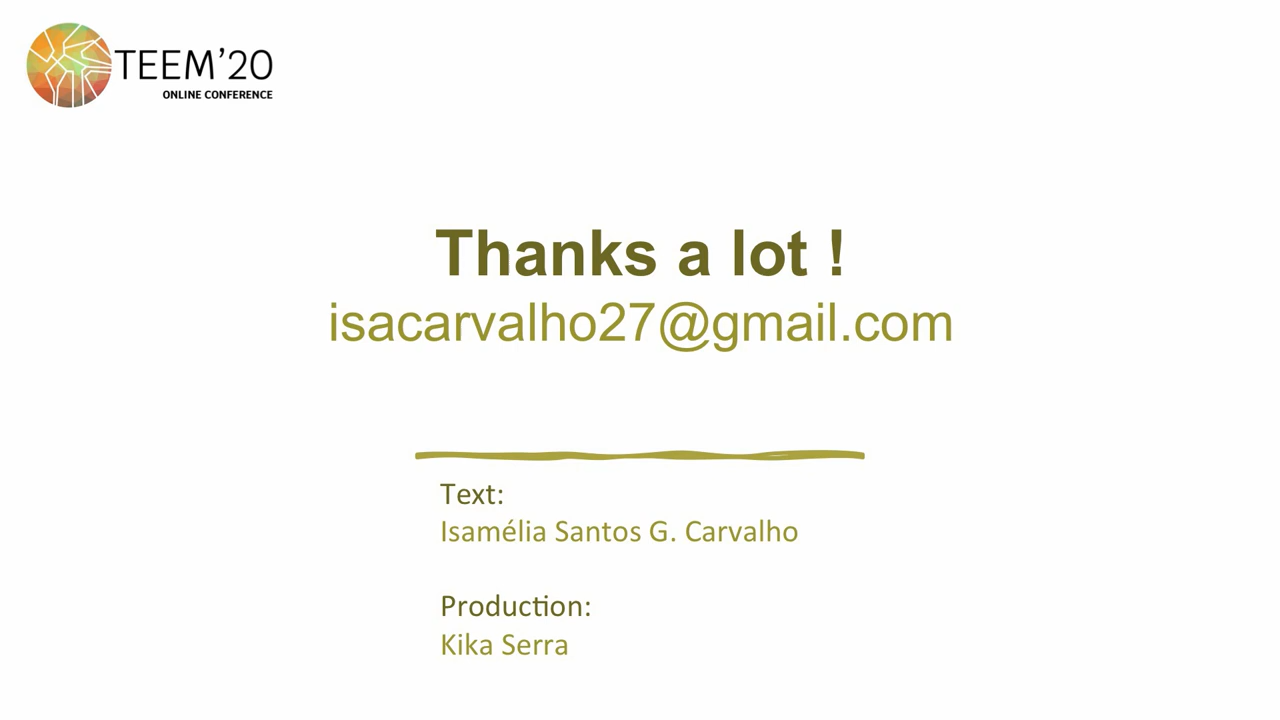 TEEM'20
ONLINE CONFERENCE
Thanks a lot !
isacarvalho27@gmail.com
Text:
Isamélia Santos G. Carvalho
Production:
Kika Serra